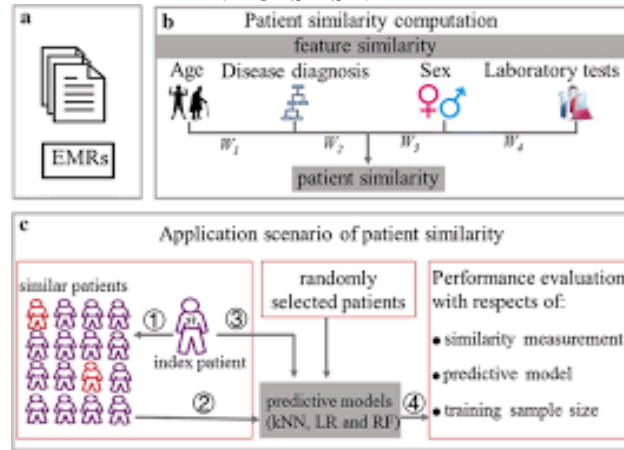 a
EMRs
b
Patient similarity computation
feature similarity
Age Disease diagnosis Sex Laboratory tests
W1 W2 W3 W4
patient similarity
c
Application scenario of patient similarity
similar patients
① ③
index patient
②
randomly
selected patients
predictive models
(kNN, LR and RF)
④
Performance evaluation
with respects of:
● similarity measurement
● predictive model
● training sample size